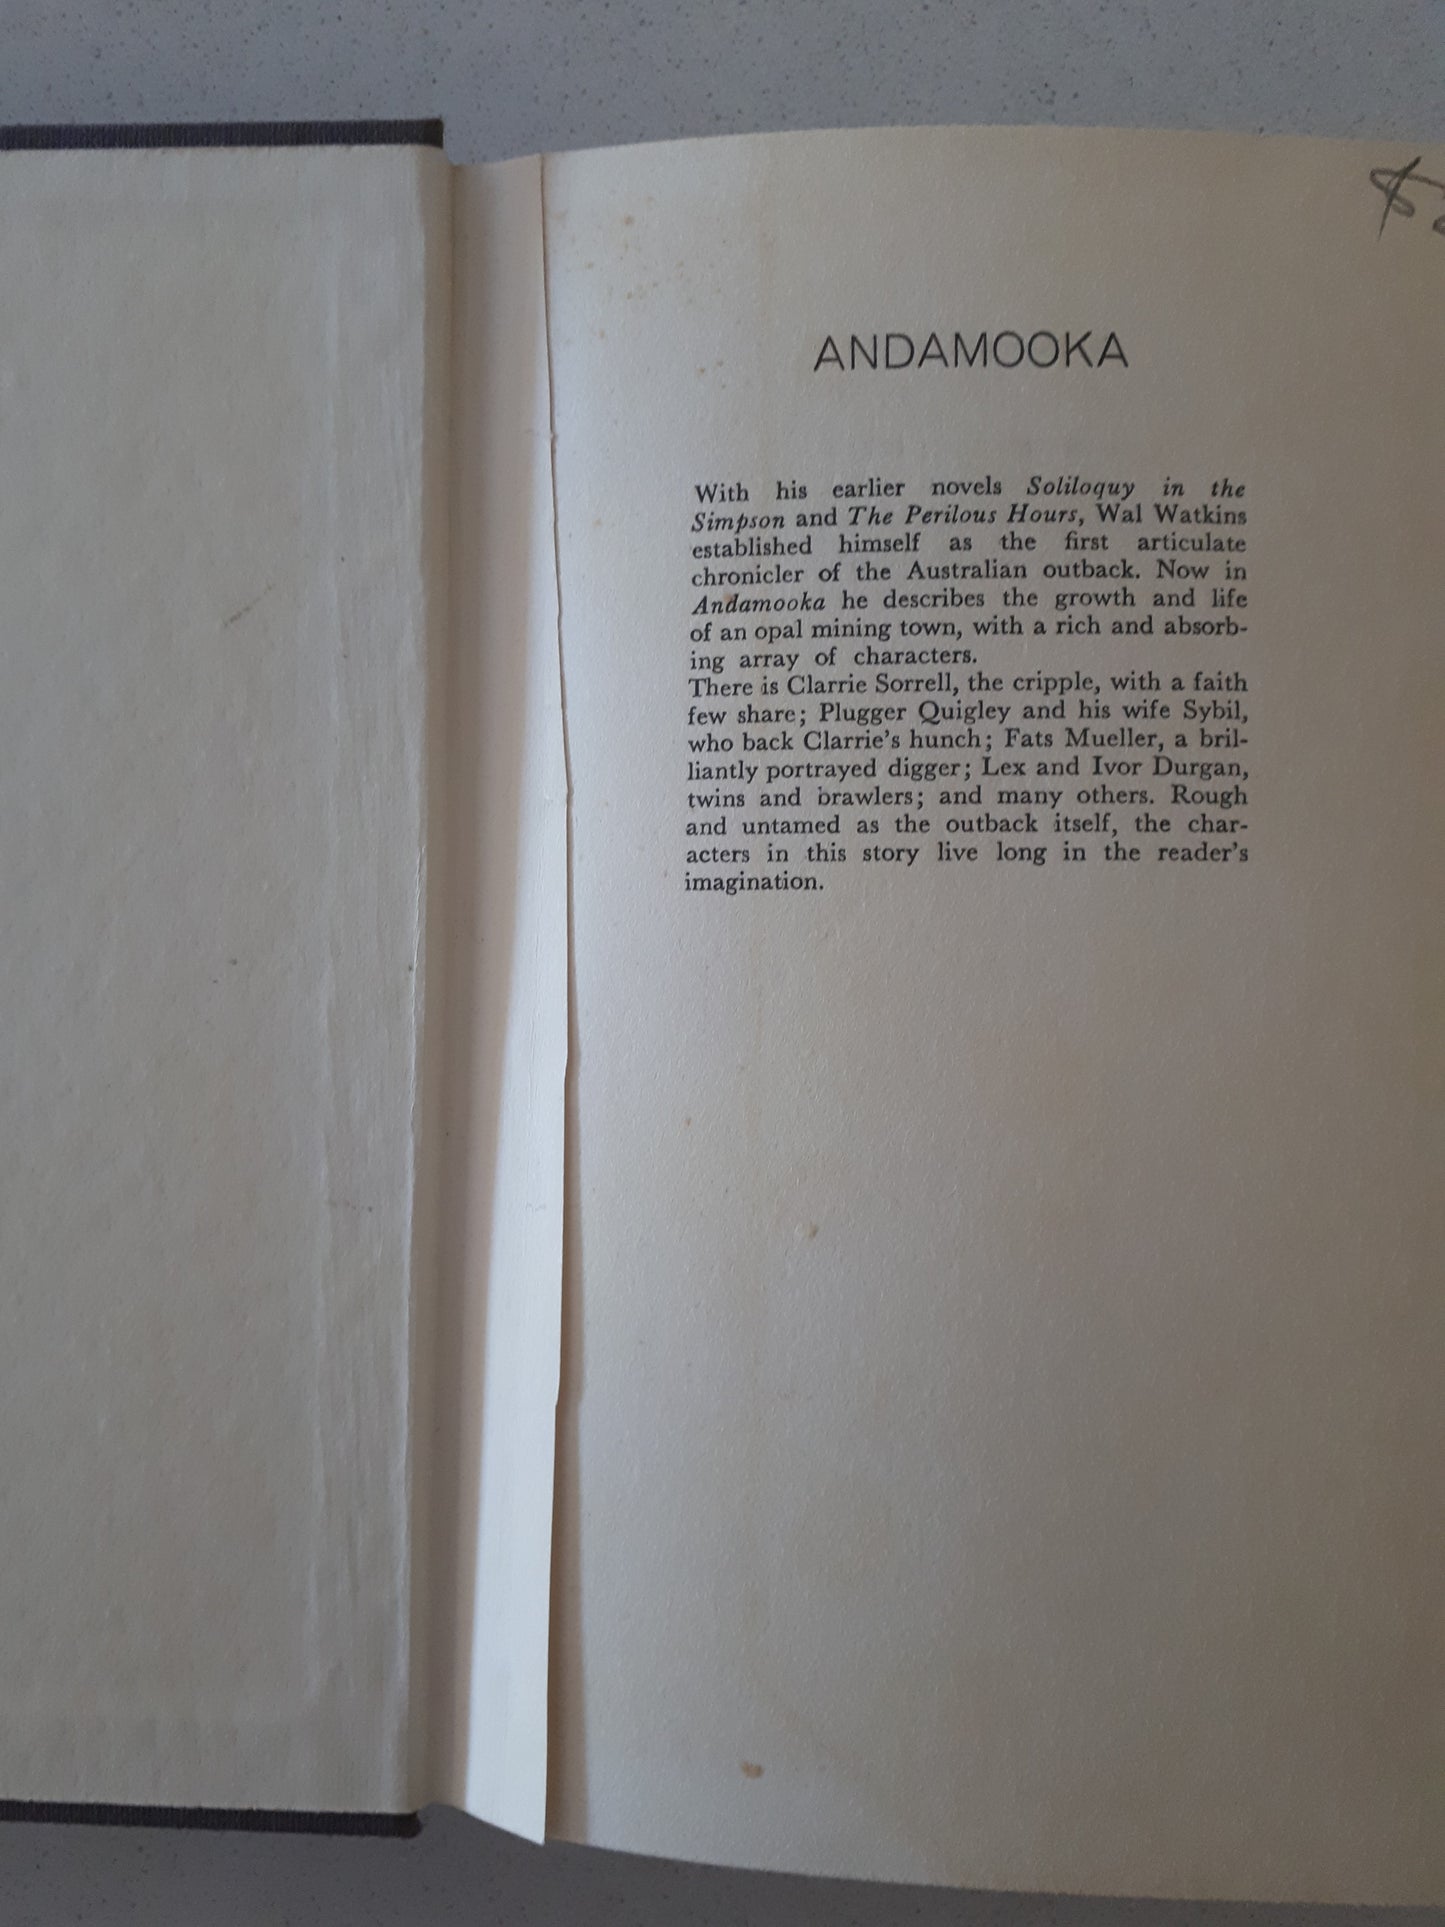 $
ANDAMOOKA
With his earlier novels Soliloquy in the
Simpson and The Perilous Hours, Wal Watkins
established himself as the first articulate
chronicler of the Australian outback. Now in
Andamooka he describes the growth and life
of an opal mining town, with a rich and absorb-
ing array of characters.
There is Clarrie Sorrell, the cripple, with a faith
few share; Plugger Quigley and his wife Sybil,
who back Clarrie's hunch; Fats Mueller, a bril-
liantly portrayed digger; Lex and Ivor Durgan,
twins and brawlers; and many others. Rough
and untamed as the outback itself, the char-
acters in this story live long in the reader's
imagination.